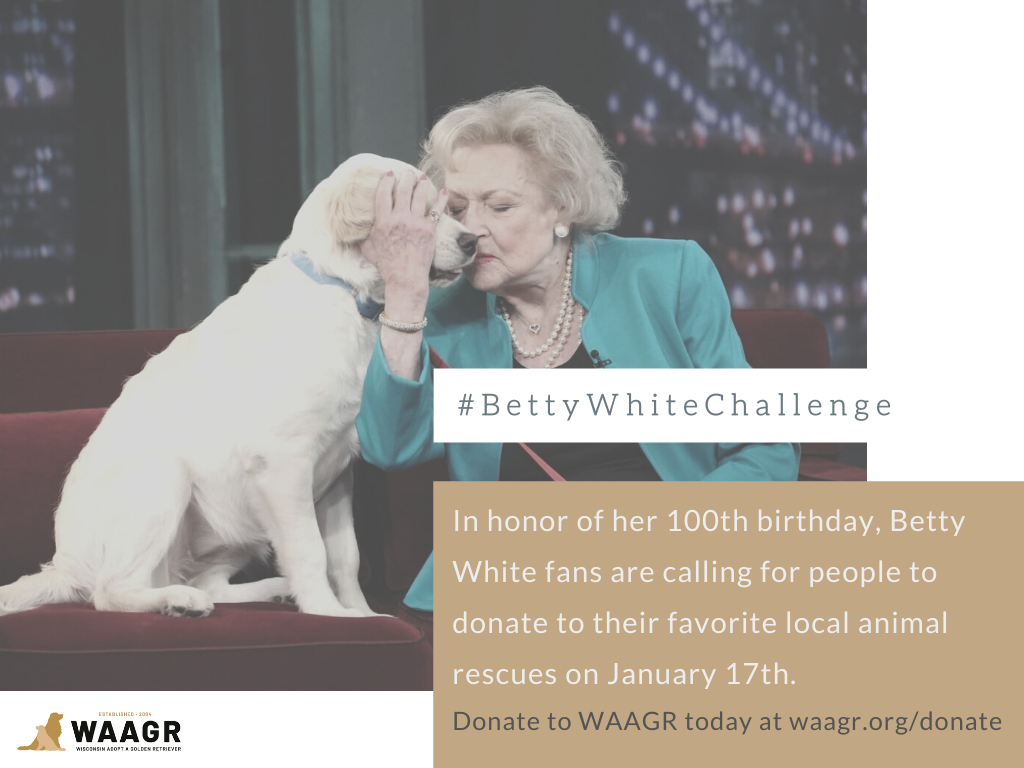 #BettyWhiteChallenge
In honor of her 100th birthday, Betty
White fans are calling for people to
donate to their favorite local animal
rescues on January 17th.
Donate to WAAGR today at waagr.org/donate
ESTABLISHED - 2004
WAAGR
WISCONSIN ADOPT A GOLDEN RETRIEVER